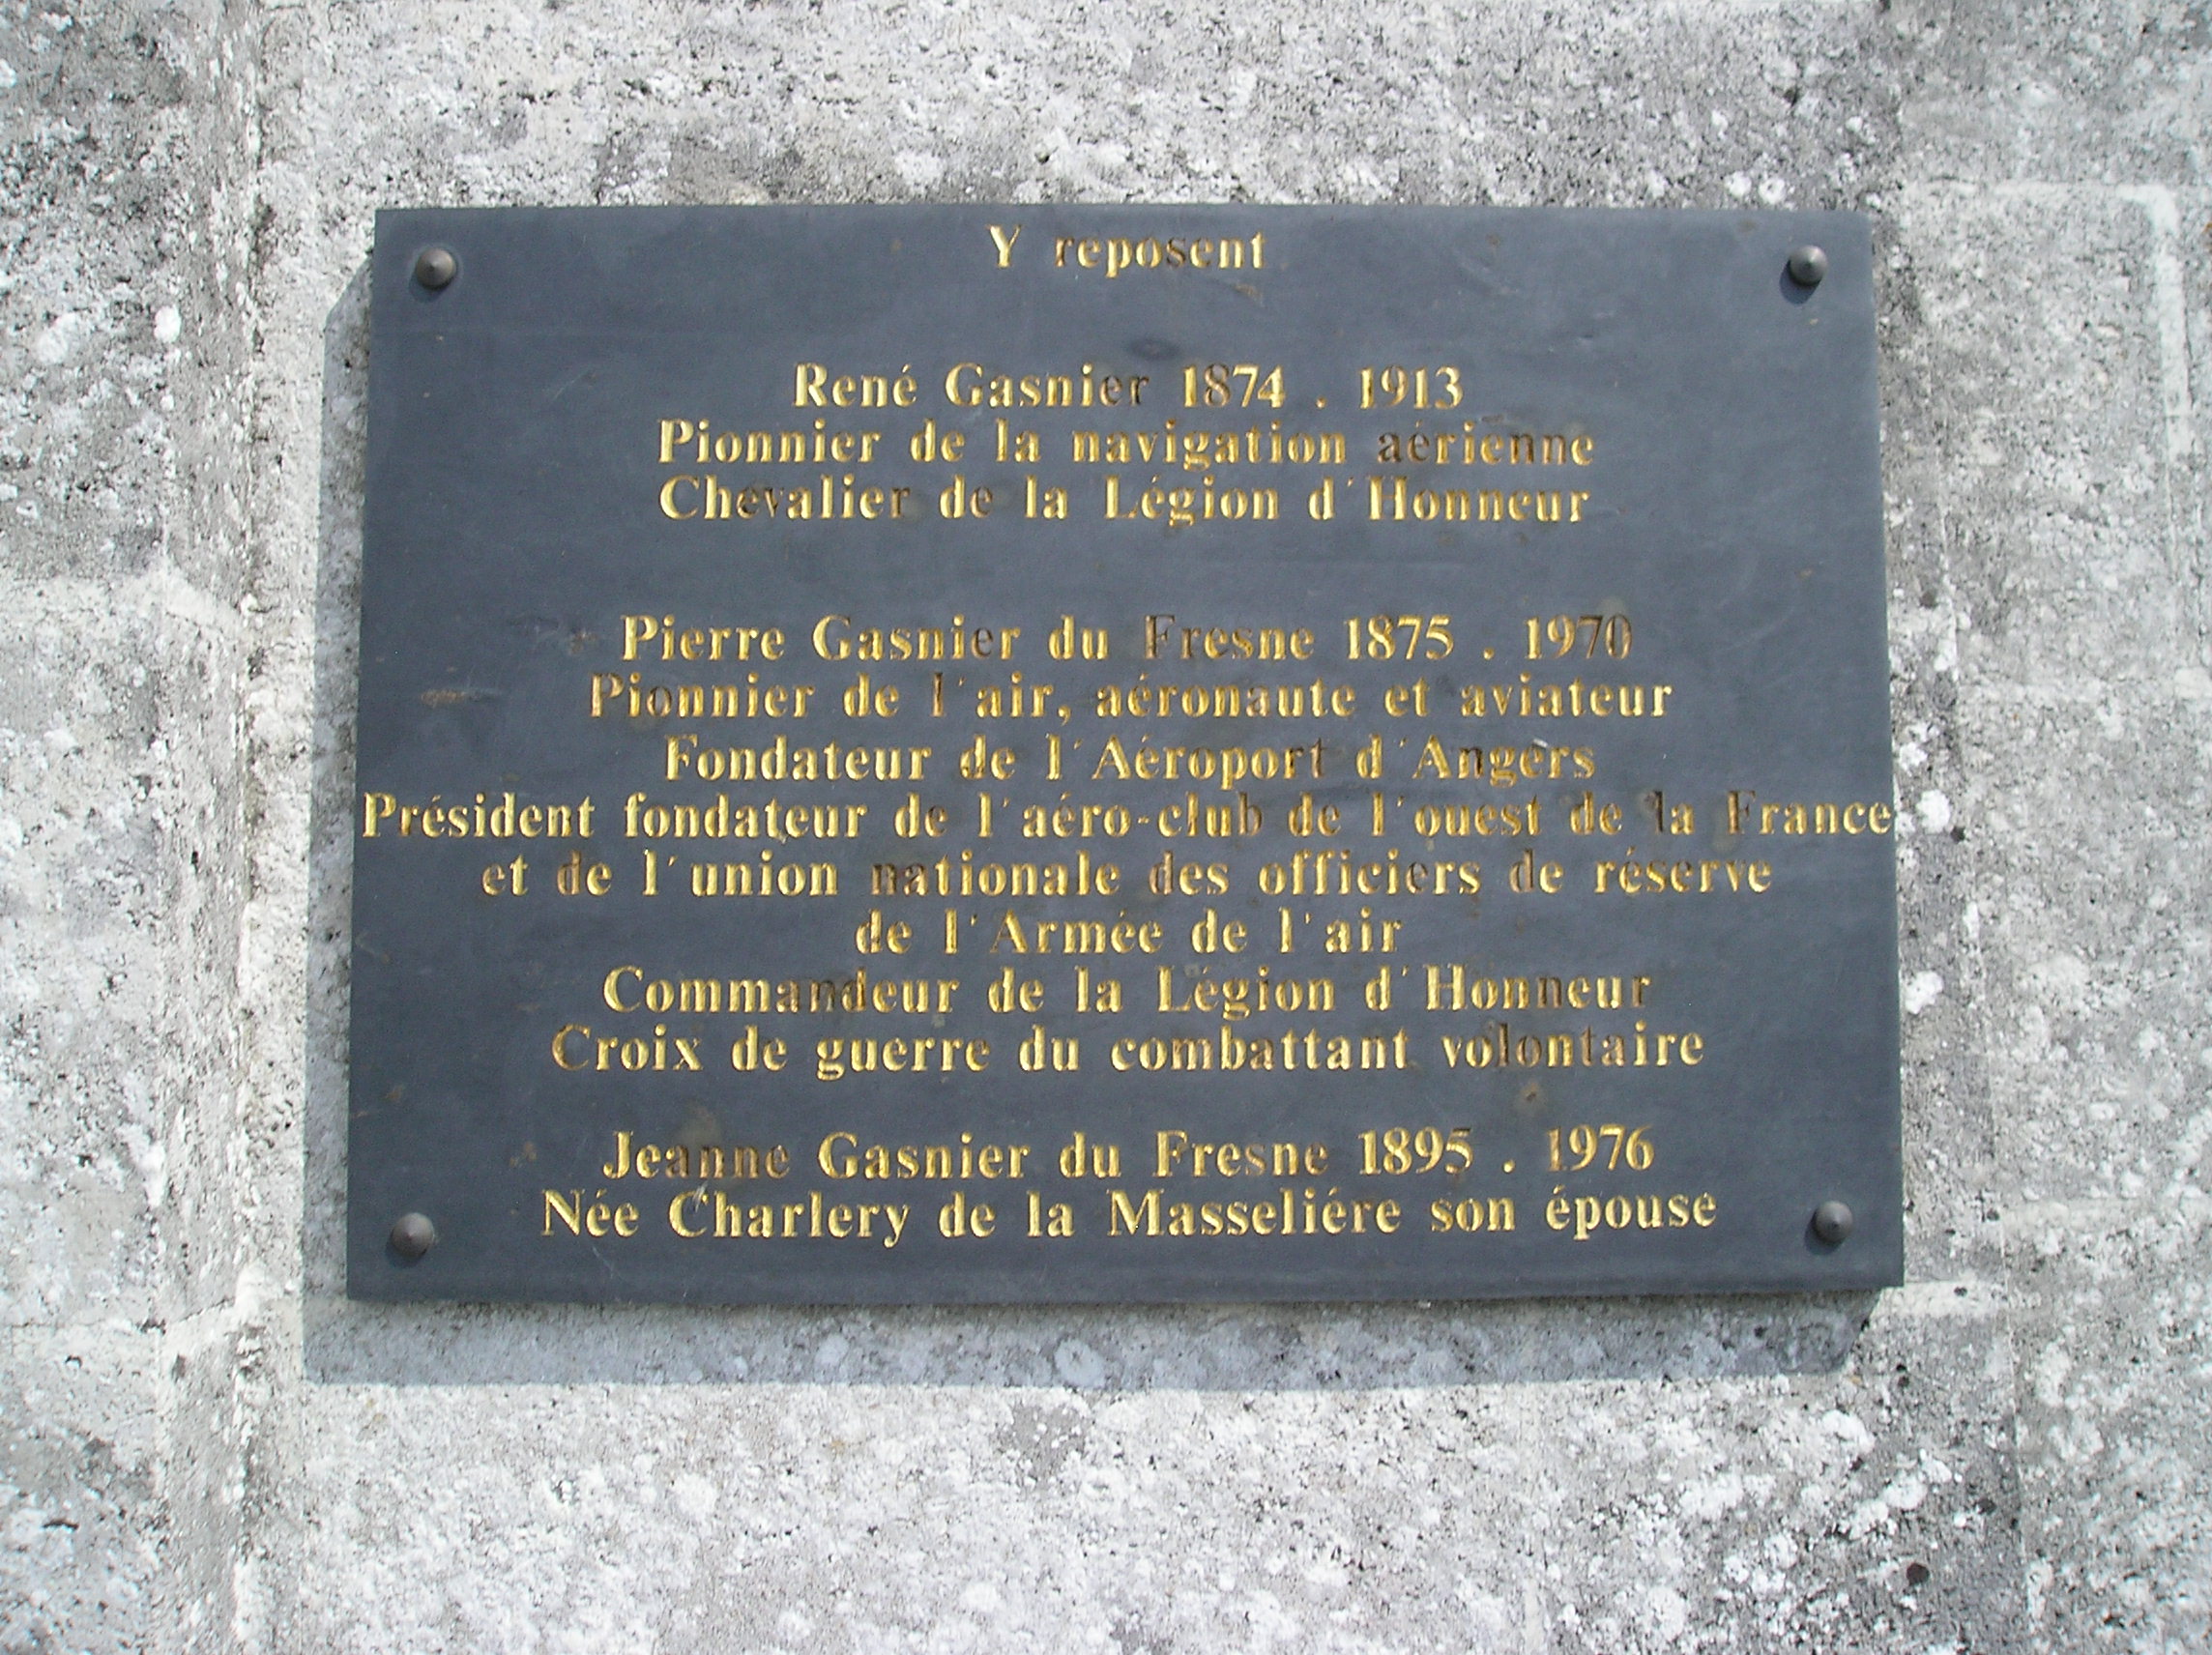 Y reposent
René Gasnier 1874 . 1913
Pionnier de la navigation aérienne
Chevalier de la Légion d'Honneur
Pierre Gasnier du Fresne 1875 . 1970
Pionnier de l'air, aéronaute et aviateur
Fondateur de l'Aéroport d'Angers
Président fondateur de l'aéro-club de l'ouest de la France
et de l'union nationale des officiers de réserve
de l'Armée de l'air
Commandeur de la Légion d'Honneur
Croix de guerre du combattant volontaire
Jeanne Gasnier du Fresne 1895 . 1976
Née Charlery de la Masseliére son épouse